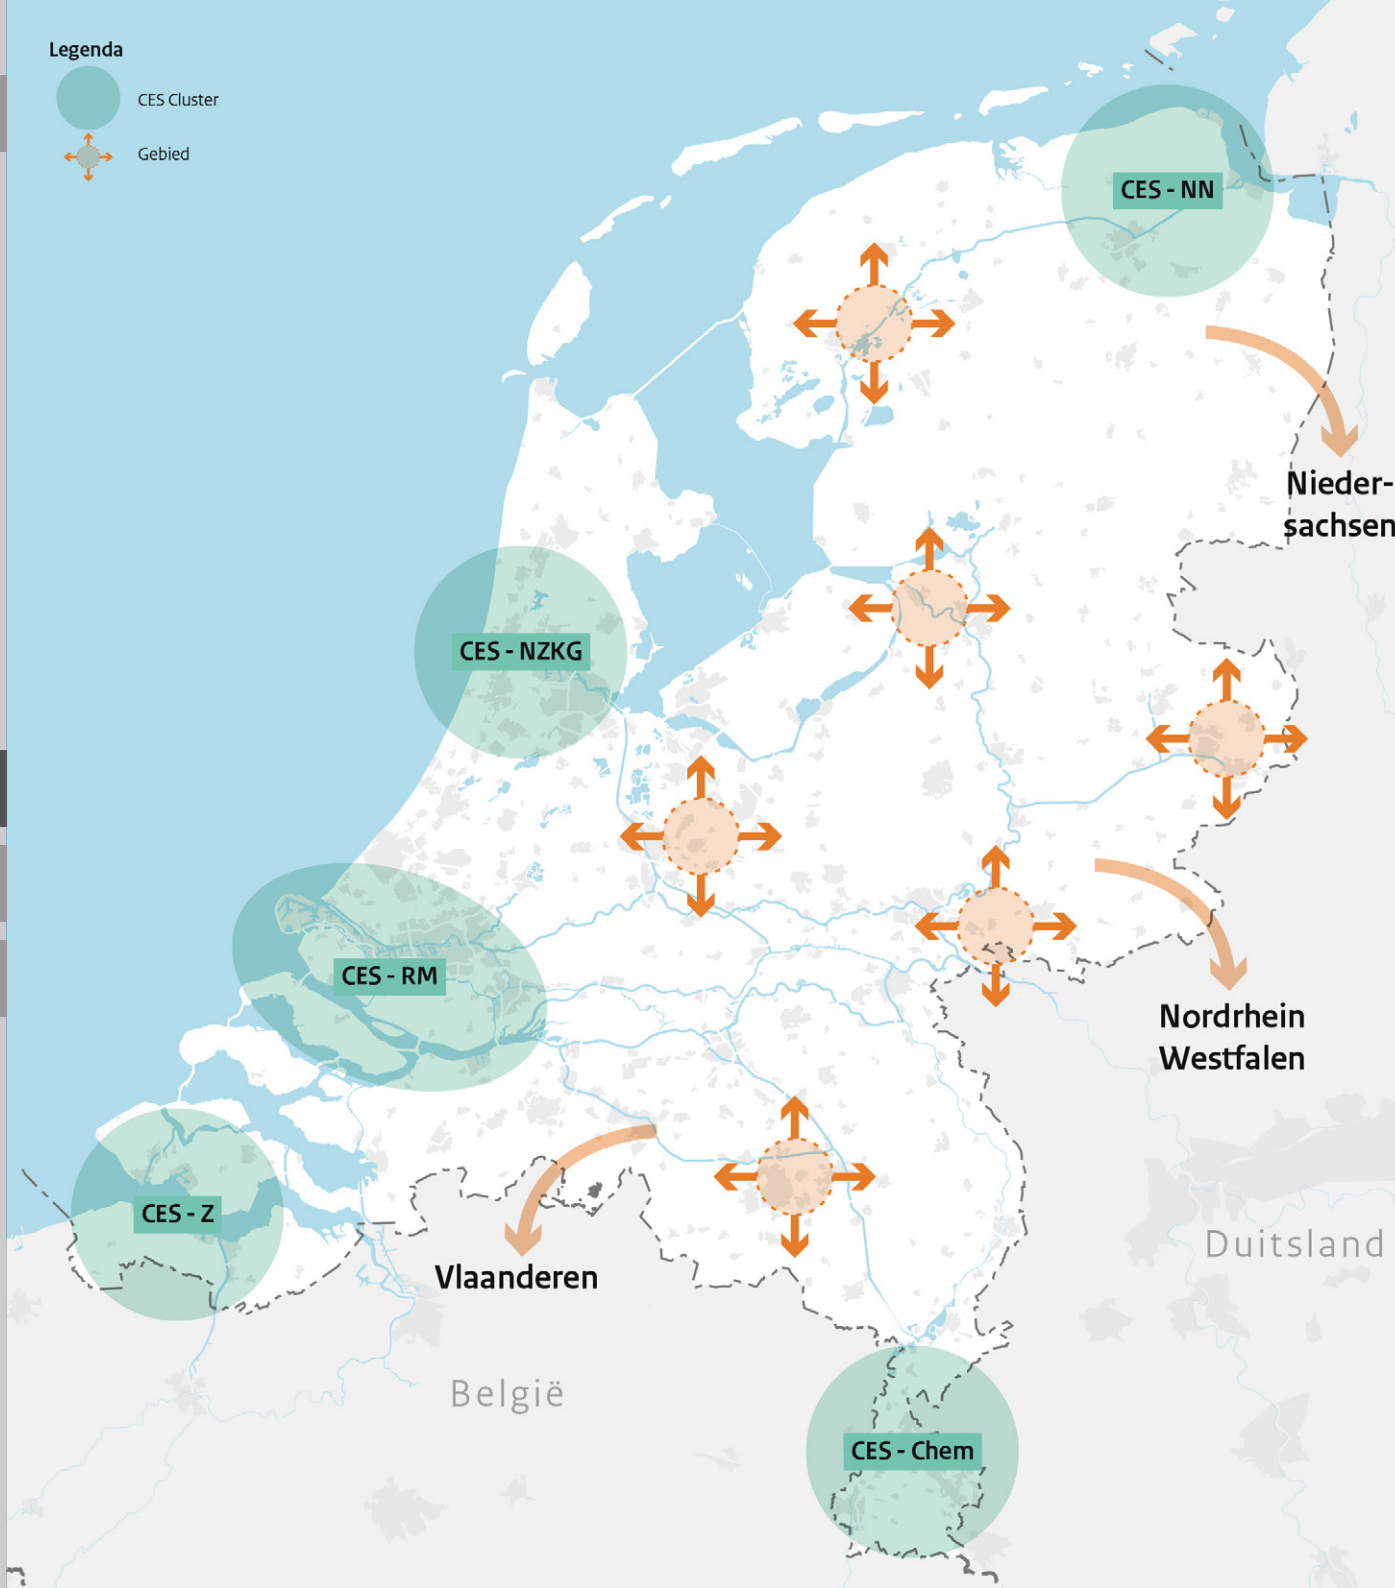 Legenda
CES Cluster
Gebied
CES - NN
Nieder-
sachsen
CES - NZKG
CES - RM
Nordrhein
Westfalen
CES - Z
Vlaanderen
Duitsland
België
CES - Chem